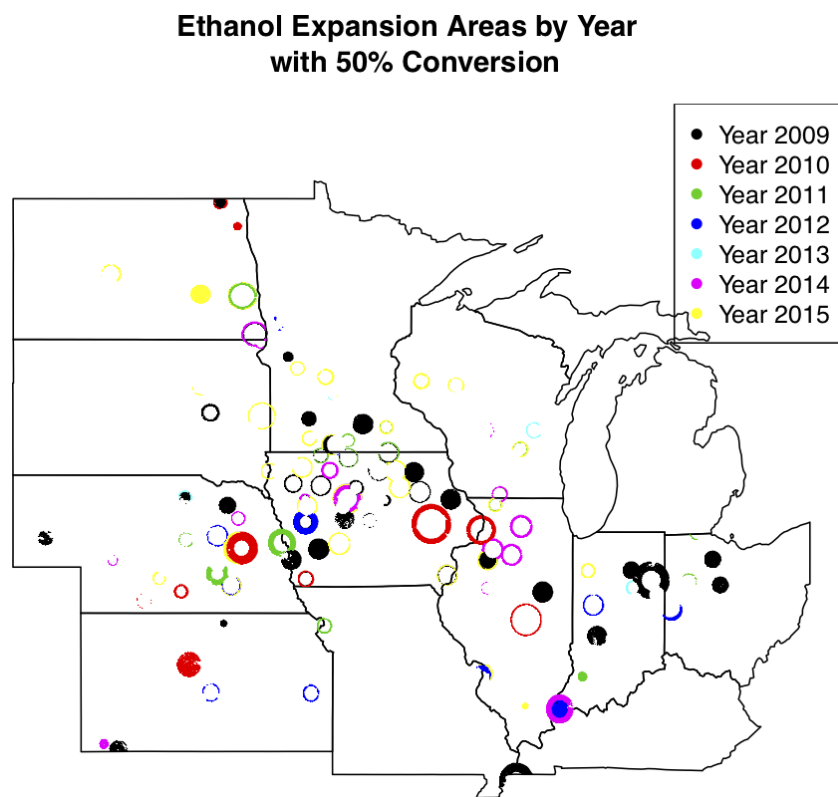 Ethanol Expansion Areas by Year
with 50% Conversion
Year 2009
Year 2010
Year 2011
Year 2012
Year 2013
Year 2014
Year 2015